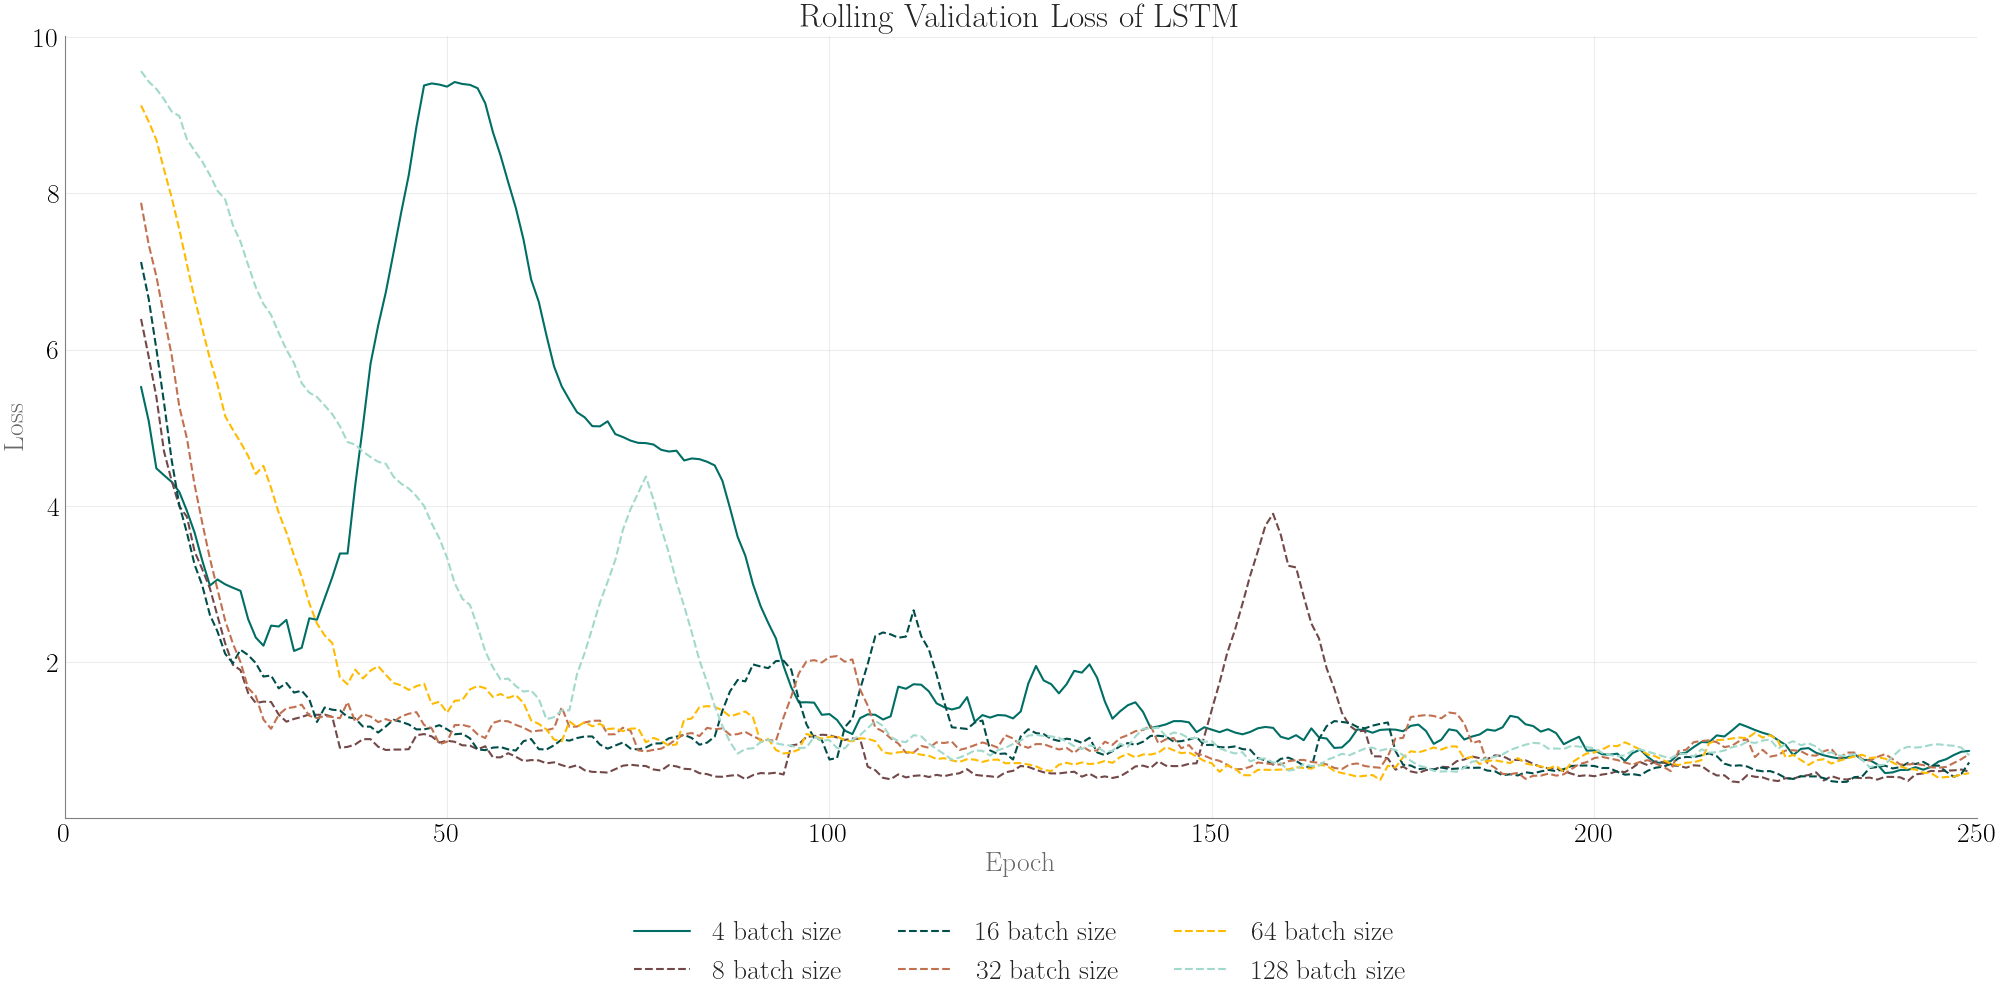 Rolling Validation Loss of LSTM
10
8
6
4
2
Loss
0 50 100 150 200 250
Epoch
4 batch size 16 batch size 64 batch size
8 batch size 32 batch size 128 batch size